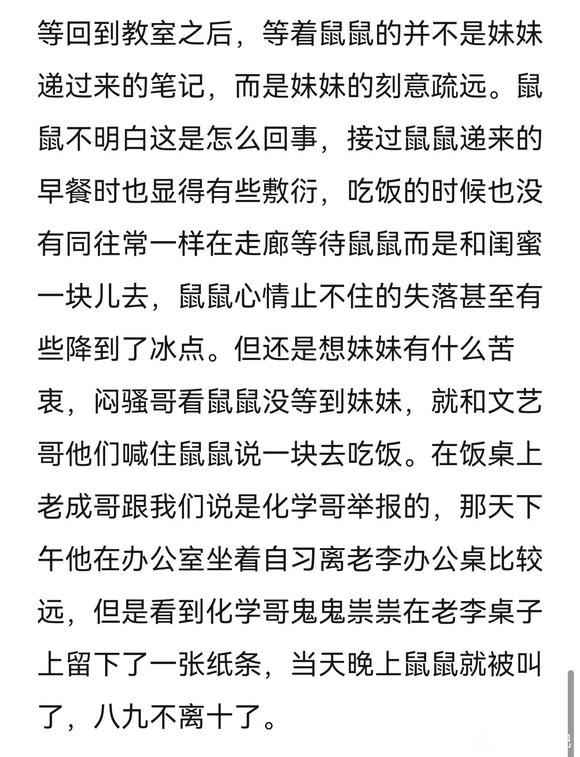 等回到教室之后，等着鼠鼠的并不是妹妹
递过来的笔记，而是妹妹的刻意疏远。鼠
鼠不明白这是怎么回事，接过鼠鼠递来的
早餐时也显得有些敷衍，吃饭的时候也没
有同往常一样在走廊等待鼠鼠而是和闺蜜
一块儿去，鼠鼠心情止不住的失落甚至有
些降到了冰点。但还是想妹妹有什么苦
衷，闷骚哥看鼠鼠没等到妹妹，就和文艺
哥他们喊住鼠鼠说一块去吃饭。在饭桌上
老成哥跟我们说是化学哥举报的，那天下
午他在办公室坐着自习离老李办公桌比较
远，但是看到化学哥鬼鬼祟祟在老李桌子
上留下了一张纸条，当天晚上鼠鼠就被叫
了，八九不离十了。